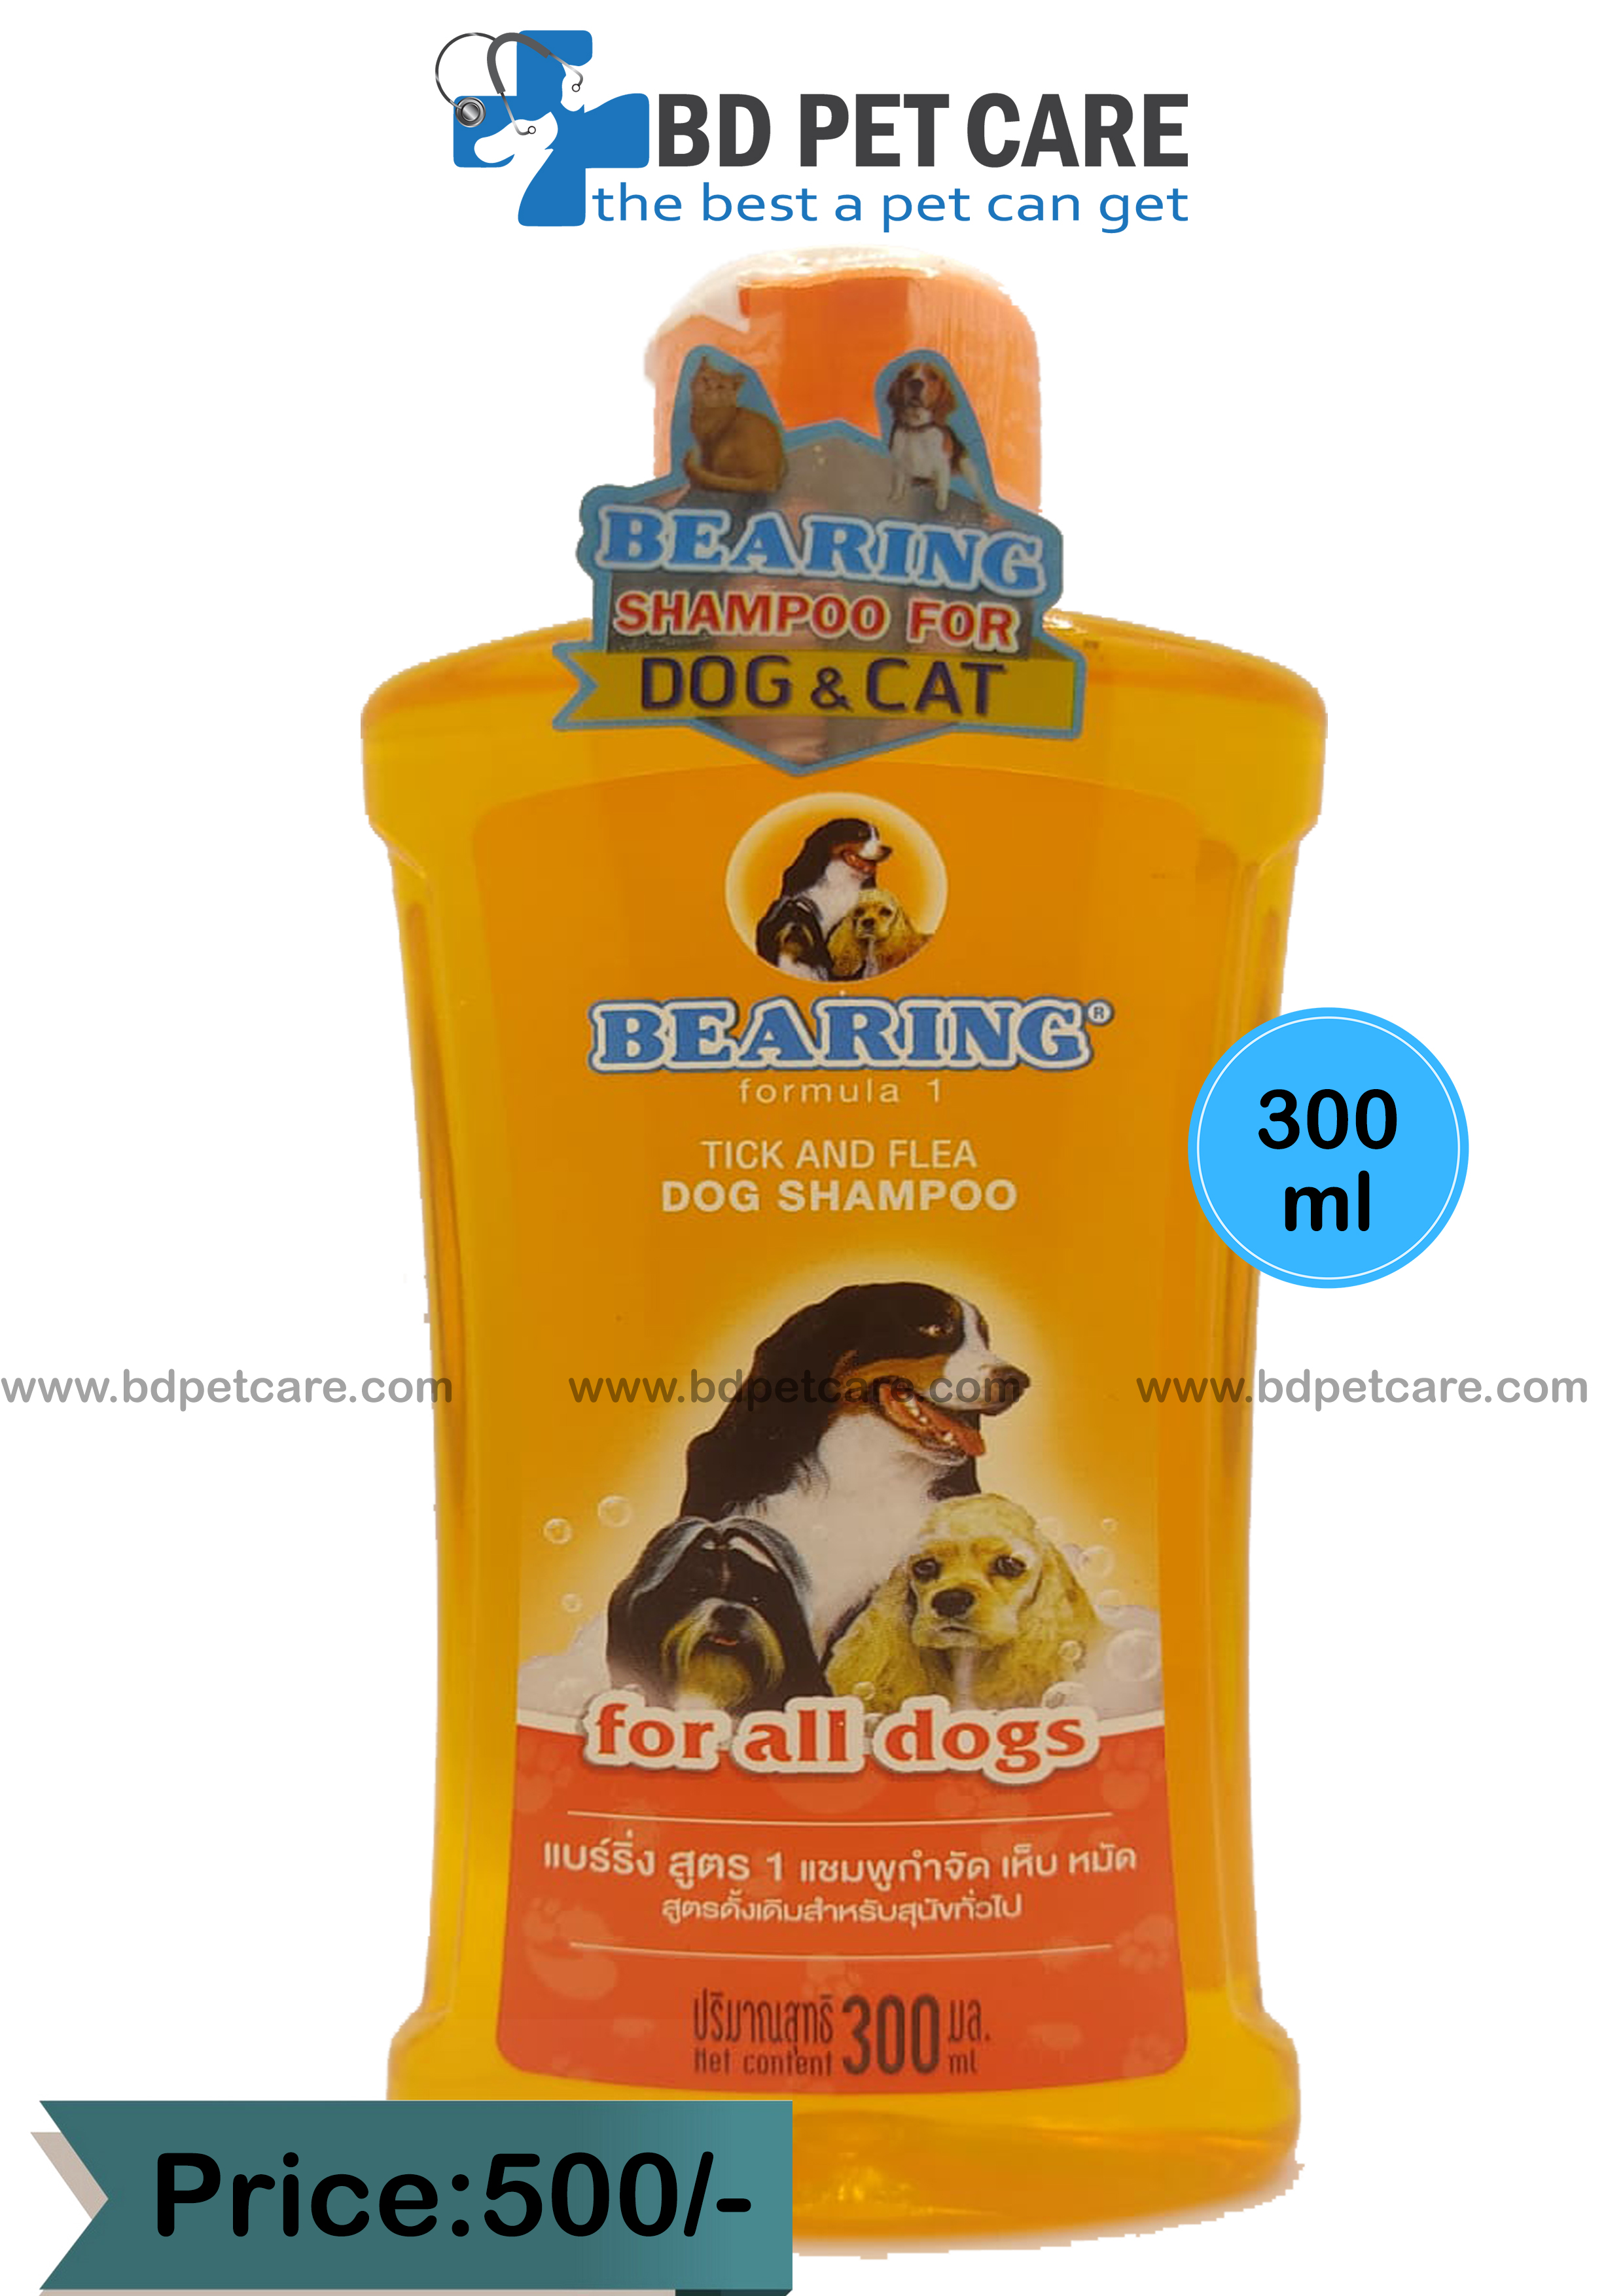 BD PET CARE
the best a pet can get
BEARING
SHAMPOO FOR
DOG & CAT
BEARING®
formula 1
TICK AND FLEA
DOG SHAMPOO
300
ml
www.bdpetcare.com www.bdpetcare.com www.bdpetcare.com
for all dogs
แบร์ริ่ง สูตร 1 แชมพูกำจัด เห็บ หมัด
สูตรดั้งเดิมสำหรับสุนัขทั่วไป
ปริมาณสุทธิ 300 มล.
Net content ml
Price:500/-